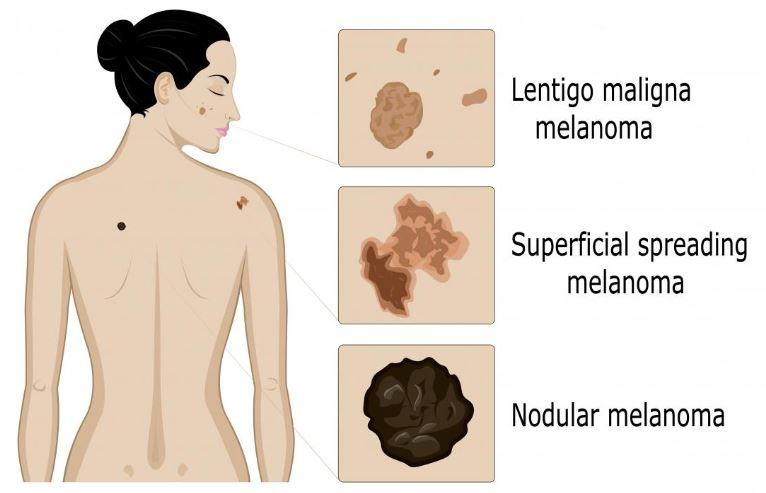 Lentigo maligna
melanoma
Superficial spreading
melanoma
Nodular melanoma